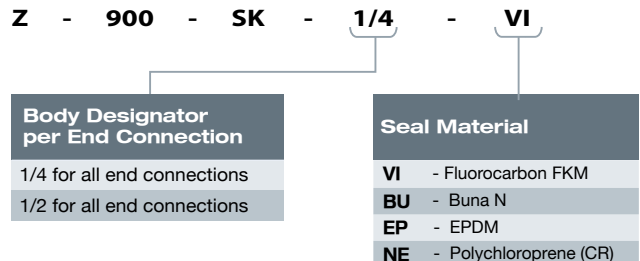 Z - 900 - SK - 1/4 - VI
Body Designator
per End Connection
1/4 for all end connections
1/2 for all end connections
Seal Material
VI - Fluorocarbon FKM
BU - Buna N
EP - EPDM
NE - Polychloroprene (CR)